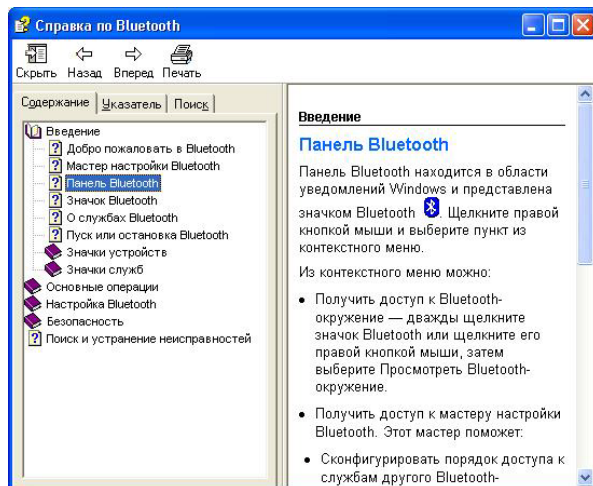 Справка по Bluetooth
Скрыть Назад Вперед Печать
Содержание Указатель Поиск
Введение
Добро пожаловать в Bluetooth
Мастер настройки Bluetooth
Панель Bluetooth
Значок Bluetooth
О службах Bluetooth
Пуск или остановка Bluetooth
Значки устройств
Значки служб
Основные операции
Настройка Bluetooth
Безопасность
Поиск и устранение неисправностей
Введение
Панель Bluetooth
Панель Bluetooth находится в области
уведомлений Windows и представлена
значком Bluetooth . Щелкните правой
кнопкой мыши и выберите пункт из
контекстного меню.
Из контекстного меню можно:
• Получить доступ к Bluetooth-
окружение — дважды щелкните
значок Bluetooth или щелкните его
правой кнопкой мыши, затем
выберите Просмотреть Bluetooth-
окружение.
• Получить доступ к мастеру настройки
Bluetooth. Этот мастер поможет:
• Сконфигурировать порядок доступа к
службам другого Bluetooth-